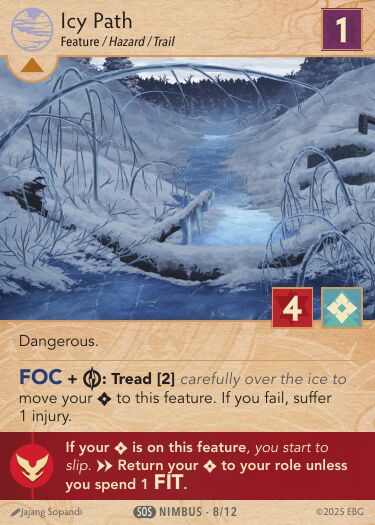 Icy Path
1
Feature / Hazard / Trail
4
Dangerous.
FOC + : Tread [2] carefully over the ice to
move your to this feature. If you fail, suffer
1 injury.
If your is on this feature, you start to
slip. Return your to your role unless
you spend 1 FIT.
Jajang Sopandi
SOS NIMBUS - 8/12
©2025 EBG